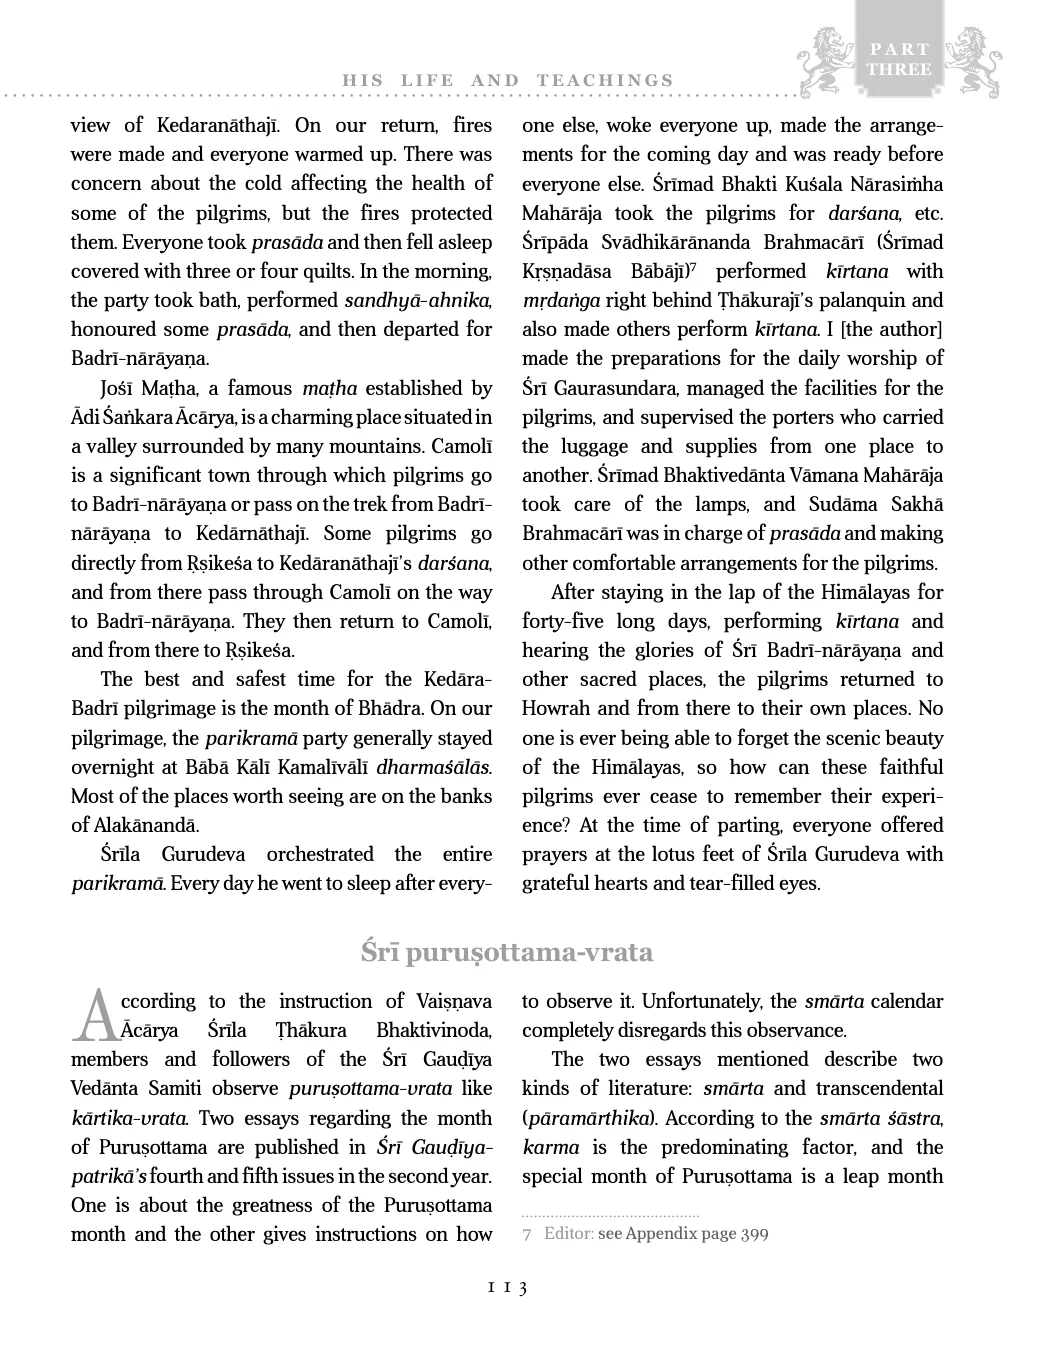 PART
THREE
HIS LIFE AND TEACHINGS
view of Kedaranāthajī. On our return, fires
were made and everyone warmed up. There was
concern about the cold affecting the health of
some of the pilgrims, but the fires protected
them. Everyone took prasāda and then fell asleep
covered with three or four quilts. In the morning,
the party took bath, performed sandhyā-ahnika,
honoured some prasāda, and then departed for
Badrī-nārāyaṇa.
Jośī Maṭha, a famous maṭha established by
Ādi Śaṅkara Ācārya, is a charming place situated in
a valley surrounded by many mountains. Camolī
is a significant town through which pilgrims go
to Badrī-nārāyaṇa or pass on the trek from Badrī-
nārāyaṇa to Kedārnāthajī. Some pilgrims go
directly from Ṛṣikeśa to Kedāranāthajī's darśana,
and from there pass through Camolī on the way
to Badrī-nārāyaṇa. They then return to Camolī,
and from there to Ṛṣikeśa.
The best and safest time for the Kedāra-
Badrī pilgrimage is the month of Bhādra. On our
pilgrimage, the parikramā party generally stayed
overnight at Bābā Kālī Kamalīvālī dharmaśālās.
Most of the places worth seeing are on the banks
of Alakānandā.
Śrīla Gurudeva orchestrated the entire
parikramā. Every day he went to sleep after every-
one else, woke everyone up, made the arrange-
ments for the coming day and was ready before
everyone else. Śrīmad Bhakti Kuśala Nārasiṁha
Mahārāja took the pilgrims for darśana, etc.
Śrīpāda Svādhikārānanda Brahmacārī (Śrīmad
Kṛṣṇadāsa Bābājī)⁷ performed kīrtana with
mṛdaṅga right behind Ṭhākurajī's palanquin and
also made others perform kīrtana. I [the author]
made the preparations for the daily worship of
Śrī Gaurasundara, managed the facilities for the
pilgrims, and supervised the porters who carried
the luggage and supplies from one place to
another. Śrīmad Bhaktivedānta Vāmana Mahārāja
took care of the lamps, and Sudāma Sakhā
Brahmacārī was in charge of prasāda and making
other comfortable arrangements for the pilgrims.
After staying in the lap of the Himālayas for
forty-five long days, performing kīrtana and
hearing the glories of Śrī Badrī-nārāyaṇa and
other sacred places, the pilgrims returned to
Howrah and from there to their own places. No
one is ever being able to forget the scenic beauty
of the Himālayas, so how can these faithful
pilgrims ever cease to remember their experi-
ence? At the time of parting, everyone offered
prayers at the lotus feet of Śrīla Gurudeva with
grateful hearts and tear-filled eyes.
Śrī puruṣottama-vrata
According to the instruction of Vaiṣṇava
Ācārya Śrīla Ṭhākura Bhaktivinoda,
members and followers of the Śrī Gauḍīya
Vedānta Samiti observe puruṣottama-vrata like
kārtika-vrata. Two essays regarding the month
of Puruṣottama are published in Śrī Gauḍīya-
patrikā's fourth and fifth issues in the second year.
One is about the greatness of the Puruṣottama
month and the other gives instructions on how
to observe it. Unfortunately, the smārta calendar
completely disregards this observance.
The two essays mentioned describe two
kinds of literature: smārta and transcendental
(pāramārthika). According to the smārta śāstra,
karma is the predominating factor, and the
special month of Puruṣottama is a leap month
7 Editor: see Appendix page 399
113